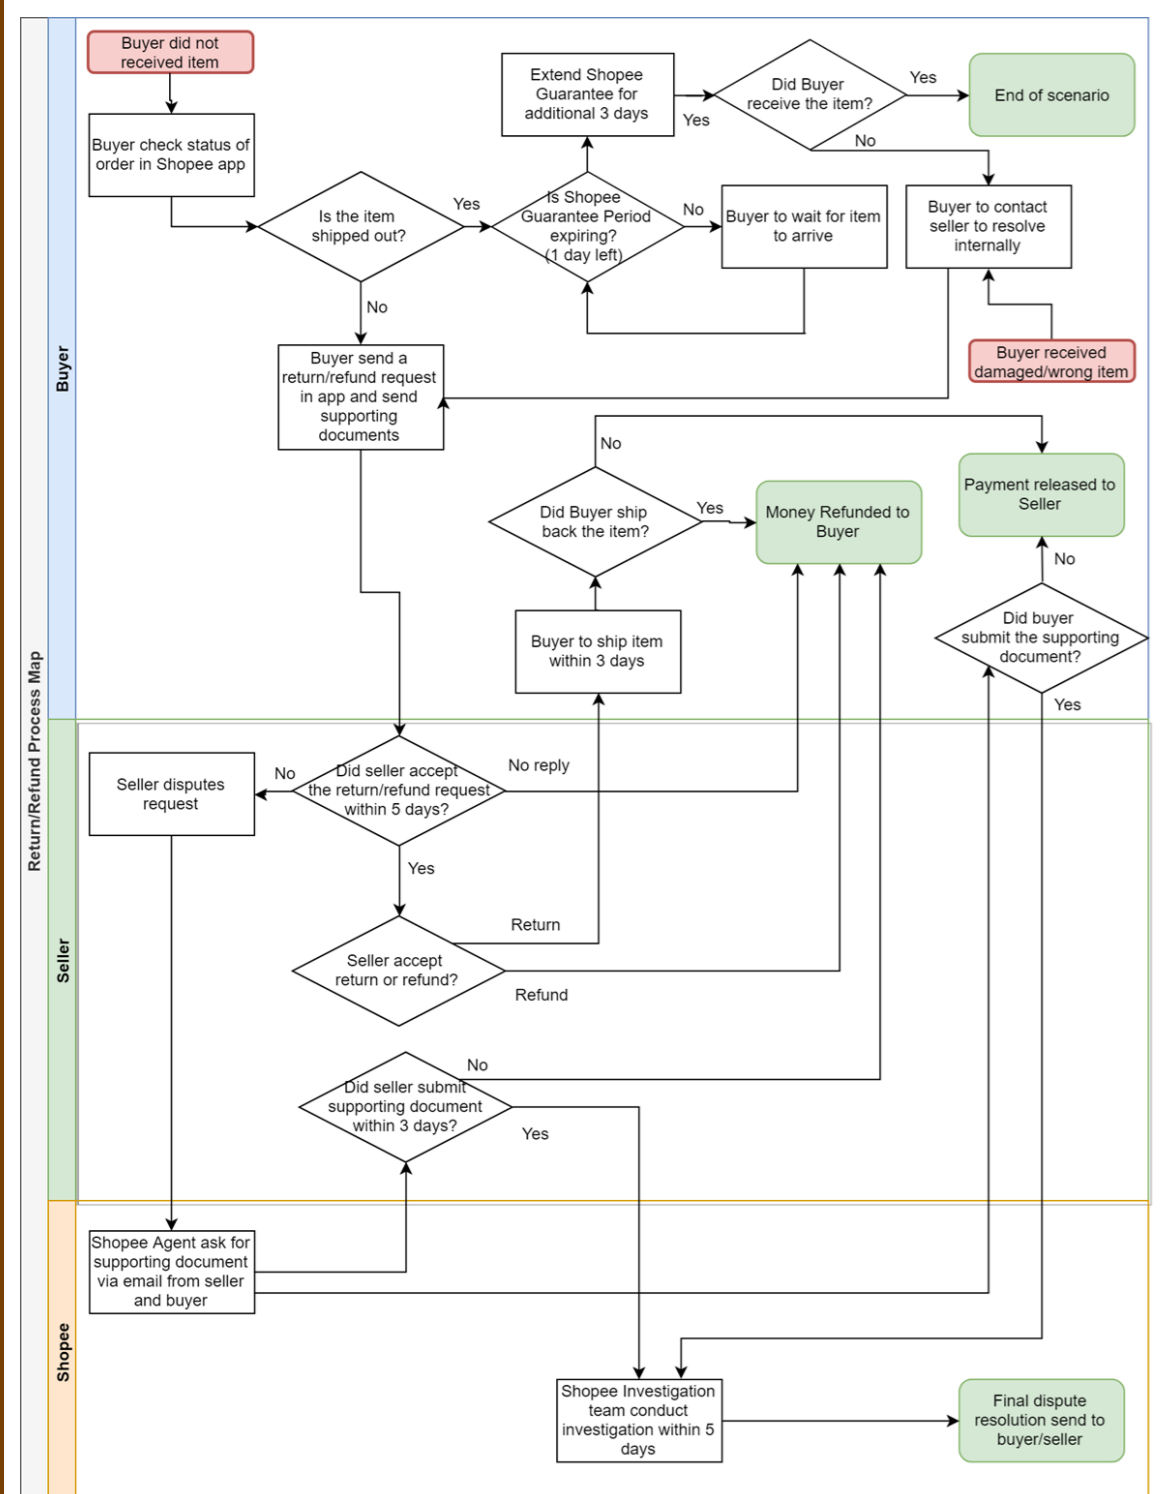 Return/Refund Process Map
Buyer
Buyer did not
received item
Buyer check status of
order in Shopee app
Is the item
shipped out?
Yes
No
Is Shopee
Guarantee Period
expiring?
(1 day left)
No
Buyer to wait for item
to arrive
Extend Shopee
Guarantee for
additional 3 days
Yes
Did Buyer
receive the item?
Yes
End of scenario
No
Buyer to contact
seller to resolve
internally
Buyer received
damaged/wrong item
Buyer send a
return/refund request
in app and send
supporting
documents
No
Did Buyer ship
back the item?
Yes
Money Refunded to
Buyer
Payment released to
Seller
No
Did buyer
submit the supporting
document?
Yes
Buyer to ship item
within 3 days
Seller
Seller disputes
request
No
Did seller accept
the return/refund request
within 5 days?
No reply
Yes
Seller accept
return or refund?
Return
Refund
Did seller submit
supporting document
within 3 days?
No
Yes
Shopee
Shopee Agent ask for
supporting document
via email from seller
and buyer
Shopee Investigation
team conduct
investigation within 5
days
Final dispute
resolution send to
buyer/seller